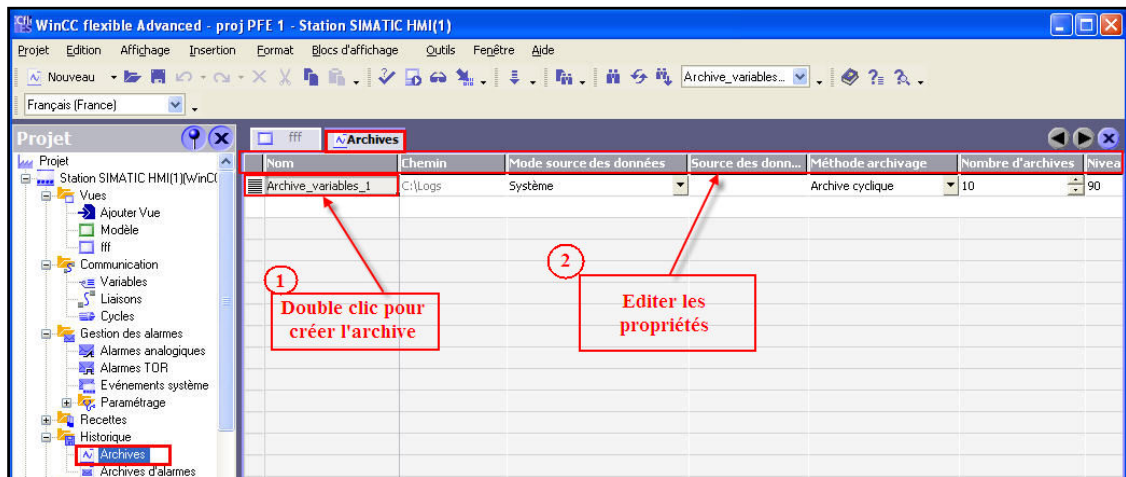 WinCC flexible Advanced - proj PFE 1 - Station SIMATIC HMI(1)
Projet Edition Affichage Insertion Format Blocs d'affichage Outils Fenêtre Aide
Nouveau Archive_variables...
Français (France)
Projet
fff Archives
Projet
Station SIMATIC HMI(1)(WinC
Vues
Ajouter Vue
Modèle
fff
Communication
Variables
Liaisons
Cycles
Gestion des alarmes
Alarmes analogiques
Alarmes TOR
Evénements système
Paramétrage
Recettes
Historique
Archives
Archives d'alarmes
Nom Chemin Mode source des données Source des donn... Méthode archivage Nombre d'archives Nivea
Archive_variables_1 C:\Logs Système Archive cyclique 10 90
1
Double clic pour
créer l'archive
2
Editer les
propriétés